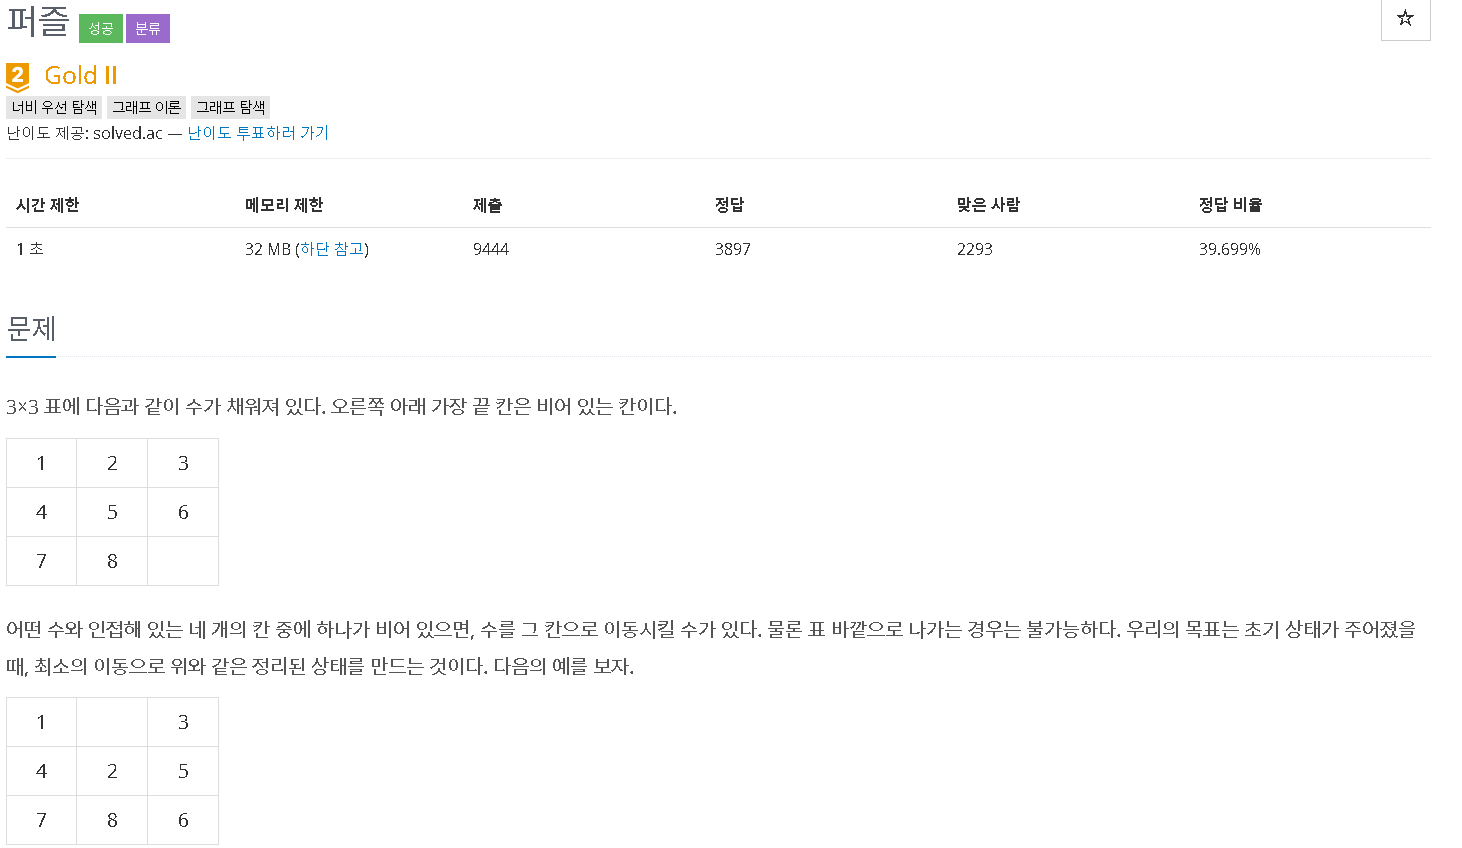 퍼즐 성공 분류
☆
2 Gold II
너비 우선 탐색 그래프 이론 그래프 탐색
난이도 제공: solved.ac — 난이도 투표하러 가기
시간 제한 메모리 제한 제출 정답 맞은 사람 정답 비율
1 초 32 MB (하단 참고) 9444 3897 2293 39.699%
문제
3×3 표에 다음과 같이 수가 채워져 있다. 오른쪽 아래 가장 끝 칸은 비어 있는 칸이다.
1 2 3
4 5 6
7 8
어떤 수와 인접해 있는 네 개의 칸 중에 하나가 비어 있으면, 수를 그 칸으로 이동시킬 수가 있다. 물론 표 바깥으로 나가는 경우는 불가능하다. 우리의 목표는 초기 상태가 주어졌을
때, 최소의 이동으로 위와 같은 정리된 상태를 만드는 것이다. 다음의 예를 보자.
1 3
4 2 5
7 8 6